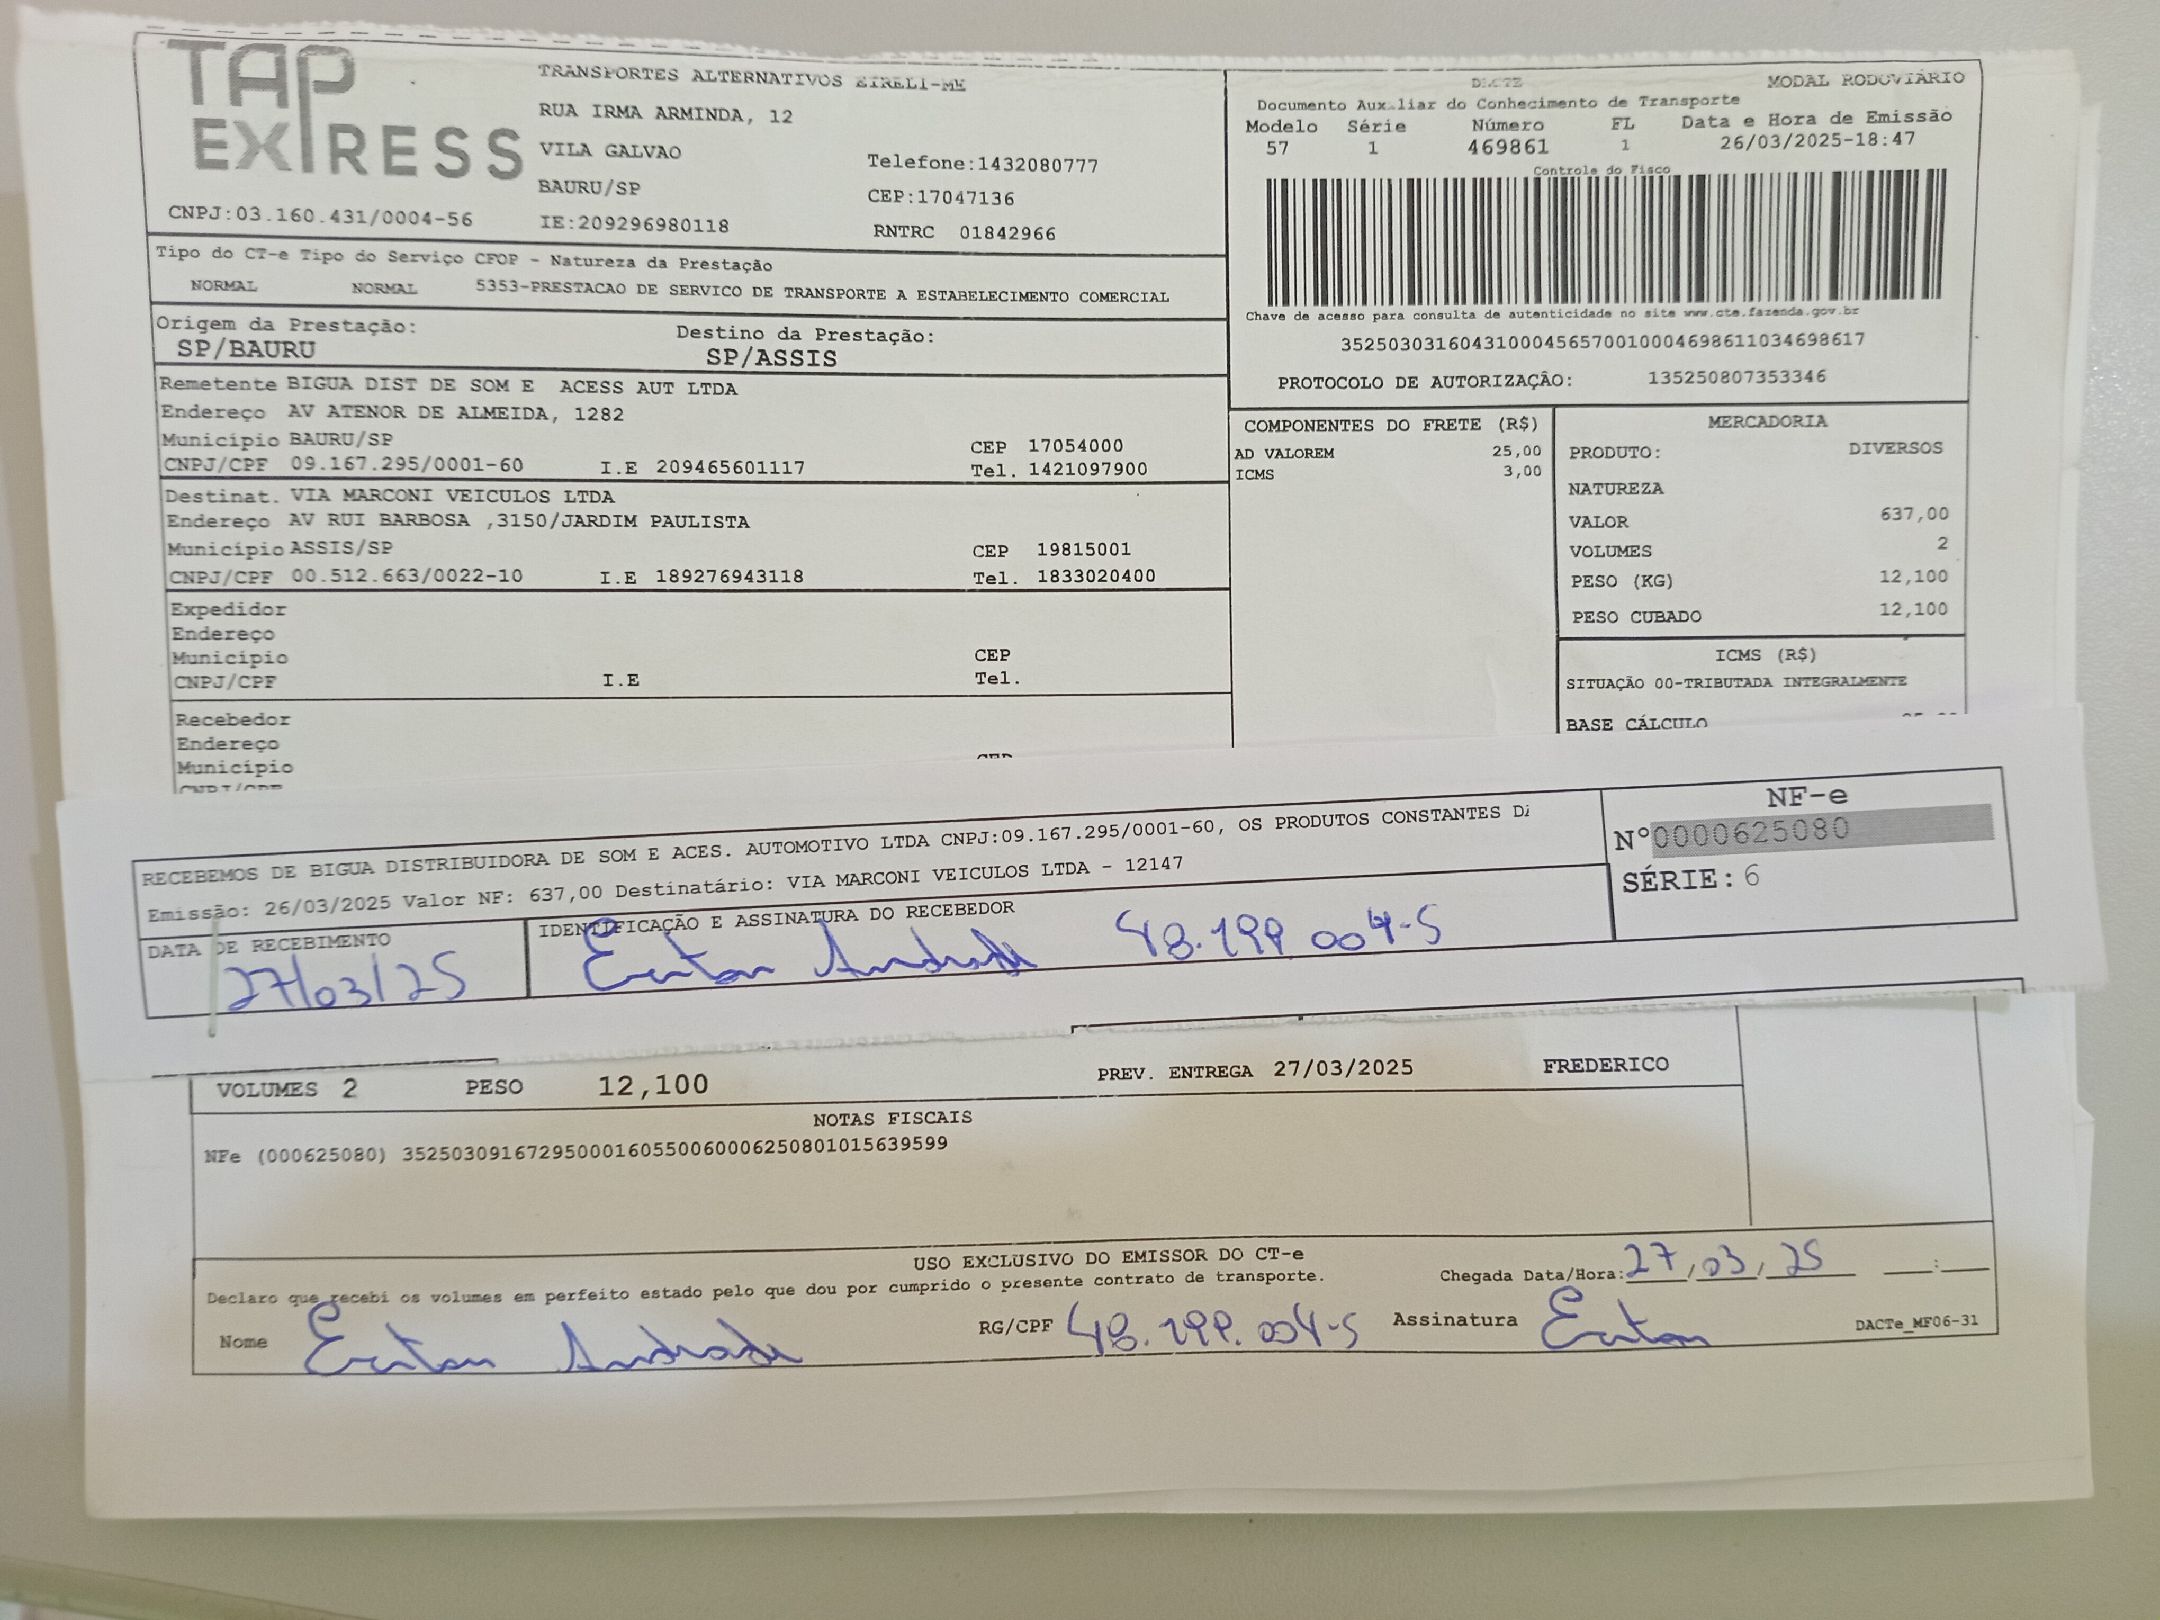 TAP EXPRESS
TRANSPORTES ALTERNATIVOS EIRELI-ME
RUA IRMA ARMINDA, 12
VILA GALVAO
Telefone:1432080777
BAURU/SP
CEP:17047136
CNPJ:03.160.431/0004-56
IE:209296980118
RNTRC 01842966
DACTE
MODAL RODOVIÁRIO
Documento Auxiliar do Conhecimento de Transporte
Modelo Série Número FL Data e Hora de Emissão
57 1 469861 1 26/03/2025-18:47
Controle do Fisco
Chave de acesso para consulta de autenticidade no site www.cte.fazenda.gov.br
35250303160431000456570010004698611034698617
PROTOCOLO DE AUTORIZAÇÃO: 135250807353346
Tipo do CT-e Tipo do Serviço CFOP - Natureza da Prestação
NORMAL NORMAL 5353-PRESTACAO DE SERVICO DE TRANSPORTE A ESTABELECIMENTO COMERCIAL
Origem da Prestação: Destino da Prestação:
SP/BAURU SP/ASSIS
Remetente BIGUA DIST DE SOM E ACESS AUT LTDA
Endereço AV ATENOR DE ALMEIDA, 1282
Município BAURU/SP CEP 17054000
CNPJ/CPF 09.167.295/0001-60 I.E 209465601117 Tel. 1421097900
Destinat. VIA MARCONI VEICULOS LTDA
Endereço AV RUI BARBOSA ,3150/JARDIM PAULISTA
Município ASSIS/SP CEP 19815001
CNPJ/CPF 00.512.663/0022-10 I.E 189276943118 Tel. 1833020400
Expedidor
Endereço
Município CEP
CNPJ/CPF I.E Tel.
Recebedor
Endereço
Município
COMPONENTES DO FRETE (R$)
AD VALOREM 25,00
ICMS 3,00
MERCADORIA
PRODUTO: DIVERSOS
NATUREZA
VALOR 637,00
VOLUMES 2
PESO (KG) 12,100
PESO CUBADO 12,100
ICMS (R$)
SITUAÇÃO 00-TRIBUTADA INTEGRALMENTE
BASE CÁLCULO
RECEBEMOS DE BIGUA DISTRIBUIDORA DE SOM E ACES. AUTOMOTIVO LTDA CNPJ:09.167.295/0001-60, OS PRODUTOS CONSTANTES
Emissão: 26/03/2025 Valor NF: 637,00 Destinatário: VIA MARCONI VEICULOS LTDA - 12147
DATA DE RECEBIMENTO
27/03/25
IDENTIFICAÇÃO E ASSINATURA DO RECEBEDOR
Andrade 48.199.004-5
NF-e
Nº0000625080
SÉRIE: 6
VOLUMES 2 PESO 12,100 PREV. ENTREGA 27/03/2025 FREDERICO
NOTAS FISCAIS
NFe (000625080) 35250309167295000160550060006250801015639599
USO EXCLUSIVO DO EMISSOR DO CT-e
Declaro que recebi os volumes em perfeito estado pelo que dou por cumprido o presente contrato de transporte.
Chegada Data/Hora: 27/03/25 :
Nome Andrade RG/CPF 48.199.004-5 Assinatura
DACTe_MF06-31